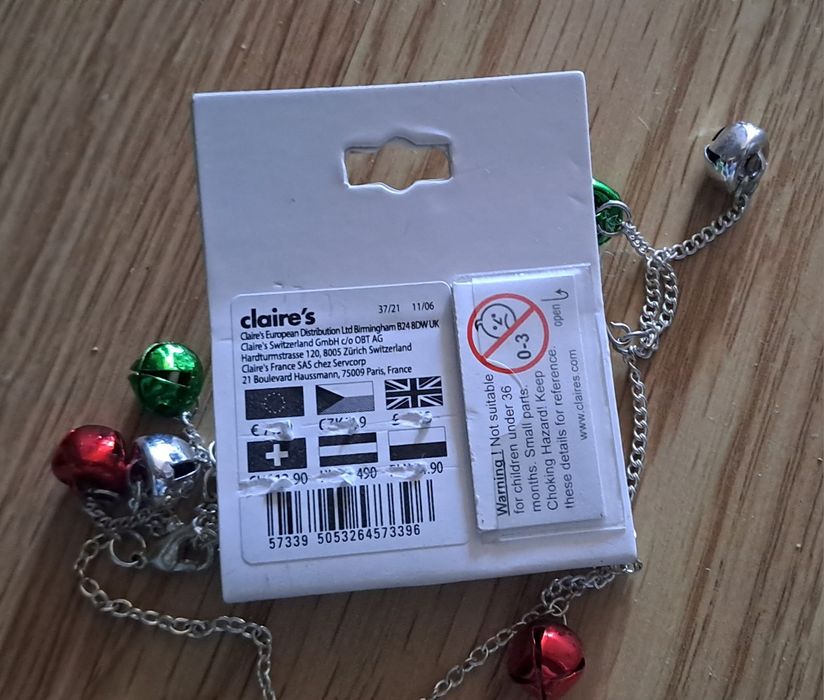 claire's 37/21 11/06
Claire's European Distribution Ltd Birmingham B24 8DW UK
Claire's Switzerland GmbH c/o OBT AG
Hardturmstrasse 120, 8005 Zürich Switzerland
Claire's France SAS chez Servcorp
21 Boulevard Haussmann, 75009 Paris, France
57339 5053264573396
0-3
open
Warning! Not suitable
for children under 36
months. Small parts.
Choking Hazard! Keep
these details for reference.
www.claires.com